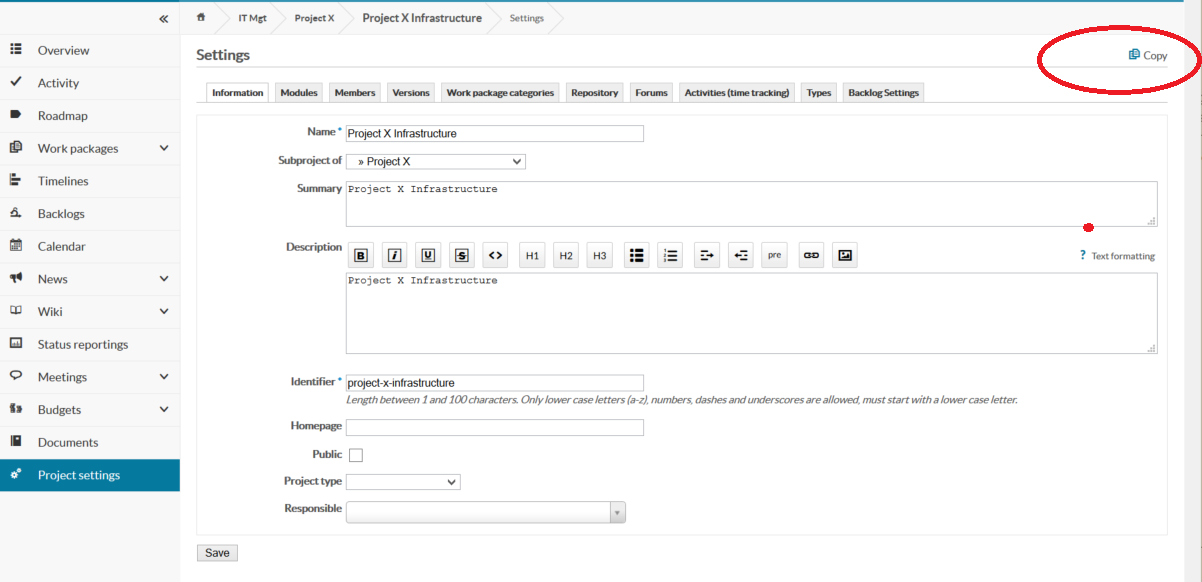 «
IT Mgt Project X Project X Infrastructure Settings
Overview
Activity
Roadmap
Work packages
Timelines
Backlogs
Calendar
News
Wiki
Status reportings
Meetings
Budgets
Documents
Project settings
Settings
Copy
Information Modules Members Versions Work package categories Repository Forums Activities (time tracking) Types Backlog Settings
Name * Project X Infrastructure
Subproject of » Project X
Summary Project X Infrastructure
Description B i U S <> H1 H2 H3 pre ? Text formatting
Project X Infrastructure
Identifier * project-x-infrastructure
Length between 1 and 100 characters. Only lower case letters (a-z), numbers, dashes and underscores are allowed, must start with a lower case letter.
Homepage
Public
Project type
Responsible
Save